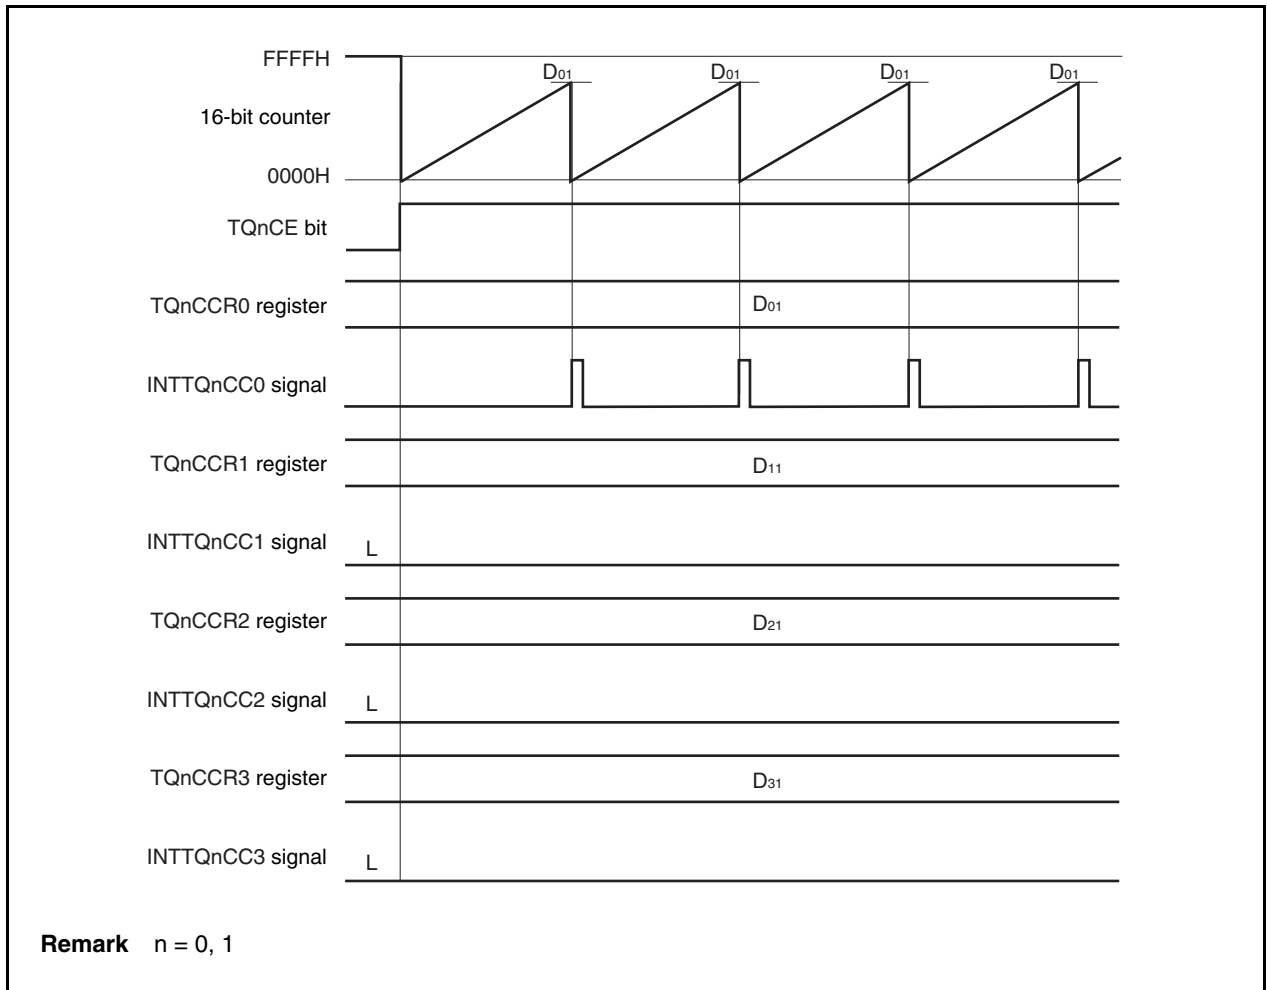 FFFFH
D01 D01 D01 D01
16-bit counter
0000H
TQnCE bit
TQnCCR0 register D01
INTTQnCC0 signal
TQnCCR1 register D11
INTTQnCC1 signal L
TQnCCR2 register D21
INTTQnCC2 signal L
TQnCCR3 register D31
INTTQnCC3 signal L
Remark n = 0, 1